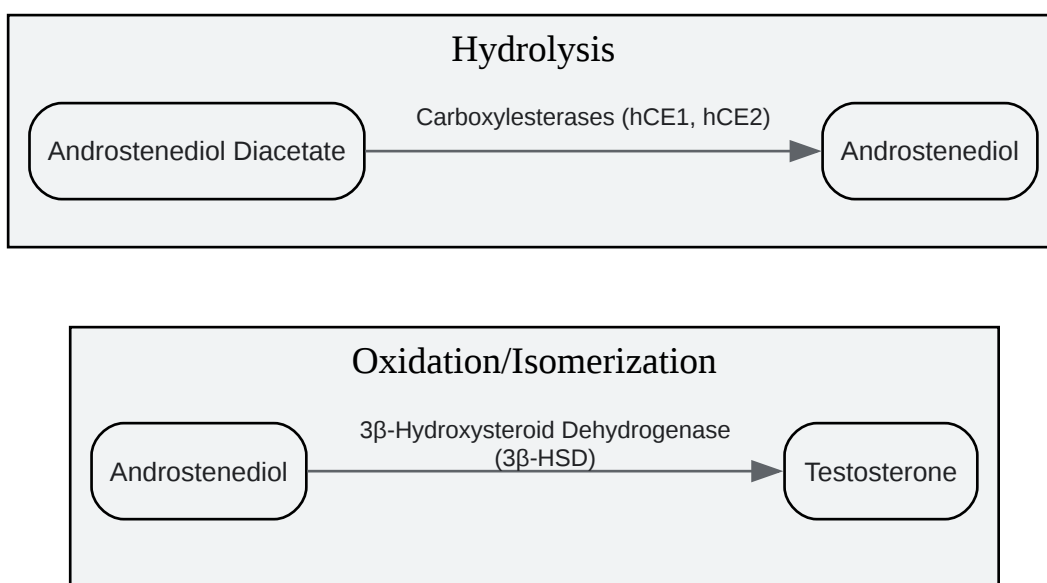 Hydrolysis
Carboxylesterases (hCE1, hCE2)
Androstenediol Diacetate
Androstenediol
Oxidation/Isomerization
3β-Hydroxysteroid Dehydrogenase
(3β-HSD)
Androstenediol
Testosterone